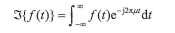 ℑ{f(t)} = ∫_{-∞}^{∞} f(t)e^{-j2πμt}dt